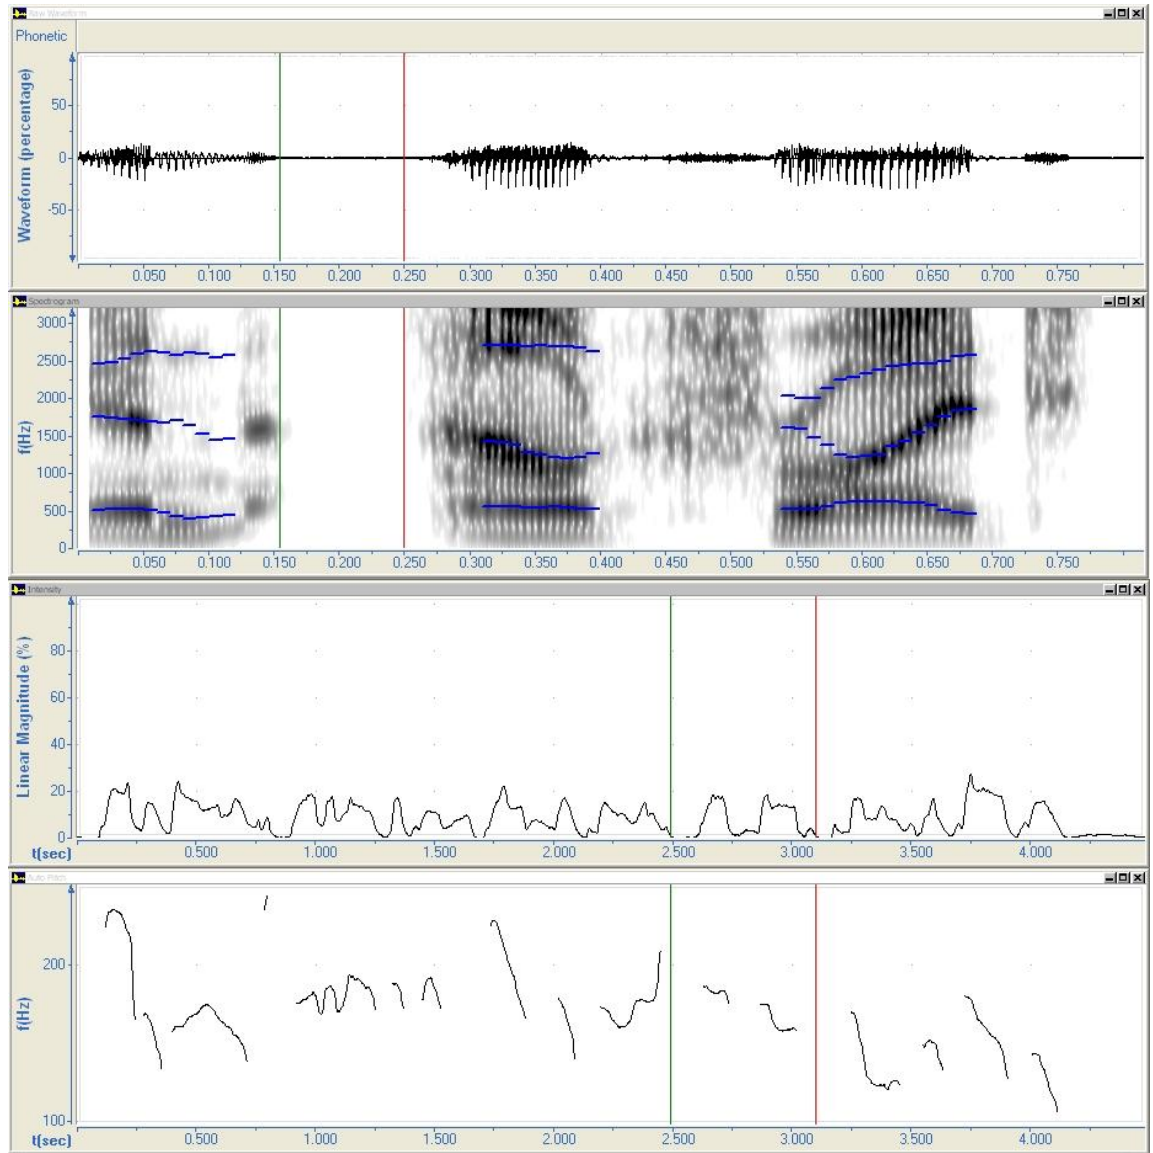 Raw Waveform
Phonetic
Waveform (percentage)
50
0
-50
0.050 0.100 0.150 0.200 0.250 0.300 0.350 0.400 0.450 0.500 0.550 0.600 0.650 0.700 0.750
Spectrogram
f(Hz)
3000
2500
2000
1500
1000
500
0
0.050 0.100 0.150 0.200 0.250 0.300 0.350 0.400 0.450 0.500 0.550 0.600 0.650 0.700 0.750
Intensity
Linear Magnitude (%)
80
60
40
20
0
t(sec) 0.500 1.000 1.500 2.000 2.500 3.000 3.500 4.000
Auto Pitch
f(Hz)
200
100
t(sec) 0.500 1.000 1.500 2.000 2.500 3.000 3.500 4.000